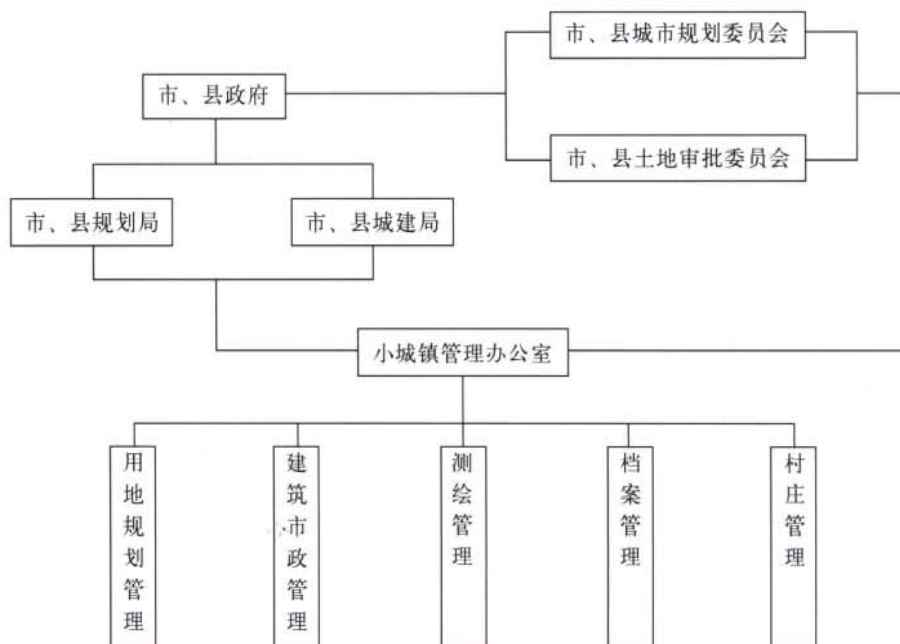 市、县城市规划委员会
市、县政府
市、县土地审批委员会
市、县规划局
市、县城建局
小城镇管理办公室
用地规划管理
建筑市政管理
测绘管理
档案管理
村庄管理